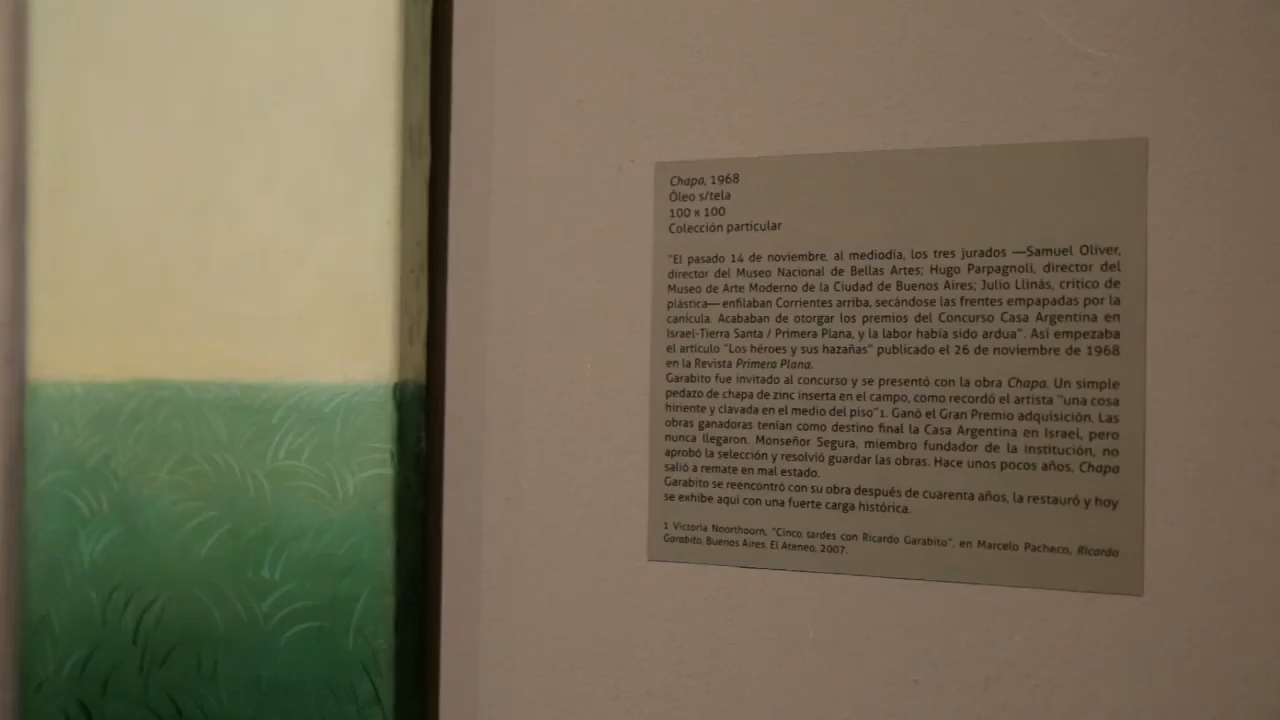 Chapa, 1968
Óleo s/tela
100 x 100
Colección particular
"El pasado 14 de noviembre, al mediodía, los tres jurados —Samuel Oliver,
director del Museo Nacional de Bellas Artes; Hugo Parpagnoli, director del
Museo de Arte Moderno de la Ciudad de Buenos Aires; Julio Llinás, crítico de
plástica— enfilaban Corrientes arriba, secándose las frentes empapadas por la
canícula. Acababan de otorgar los premios del Concurso Casa Argentina en
Israel-Tierra Santa / Primera Plana, y la labor había sido ardua". Así empezaba
el artículo "Los héroes y sus hazañas" publicado el 26 de noviembre de 1968
en la Revista Primera Plana.
Garabito fue invitado al concurso y se presentó con la obra Chapa. Un simple
pedazo de chapa de zinc inserta en el campo, como recordó el artista "una cosa
hiriente y clavada en el medio del piso"1. Ganó el Gran Premio adquisición. Las
obras ganadoras tenían como destino final la Casa Argentina en Israel, pero
nunca llegaron. Monseñor Segura, miembro fundador de la institución, no
aprobó la selección y resolvió guardar las obras. Hace unos pocos años, Chapa
salió a remate en mal estado.
Garabito se reencontró con su obra después de cuarenta años, la restauró y hoy
se exhibe aquí con una fuerte carga histórica.
1 Victoria Noorthoorn, "Cinco tardes con Ricardo Garabito", en Marcelo Pacheco, Ricardo
Garabito, Buenos Aires, El Ateneo, 2007.